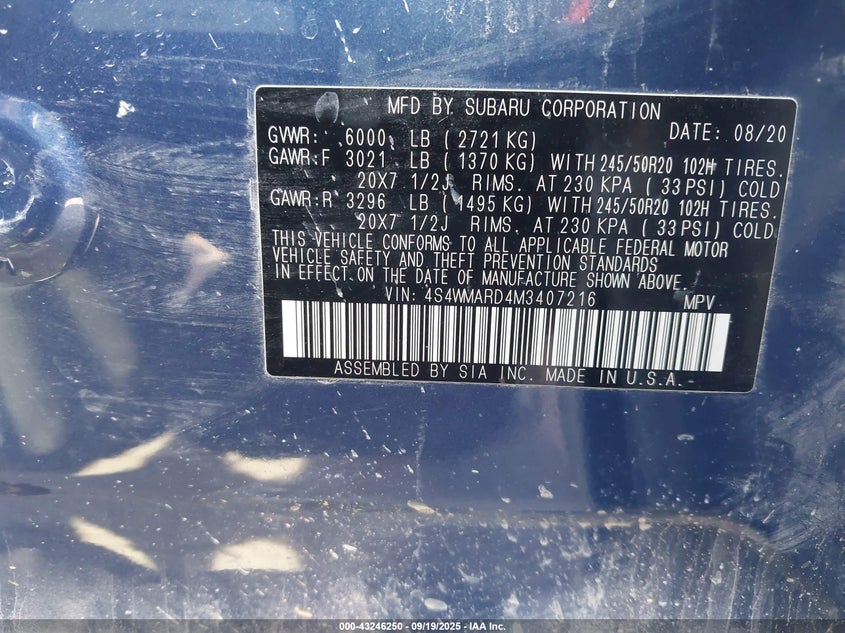 MFD BY SUBARU CORPORATION
DATE: 08/20
GVWR: 6000 LB ( 2721 KG)
GAWR:F 3021 LB ( 1370 KG) WITH 245/50R20 102H TIRES.
20X7 1/2J RIMS. AT 230 KPA ( 33 PSI) COLD
GAWR:R 3296 LB ( 1495 KG) WITH 245/50R20 102H TIRES.
20X7 1/2J RIMS. AT 230 KPA ( 33 PSI) COLD
THIS VEHICLE CONFORMS TO ALL APPLICABLE FEDERAL MOTOR
VEHICLE SAFETY AND THEFT PREVENTION STANDARDS
IN EFFECT ON THE DATE OF MANUFACTURE SHOWN ABOVE.
VIN: 4S4WMARD4M3407216 MPV
ASSEMBLED BY SIA INC. MADE IN U.S.A.
000-43246250 - 09/19/2025 - IAA Inc.